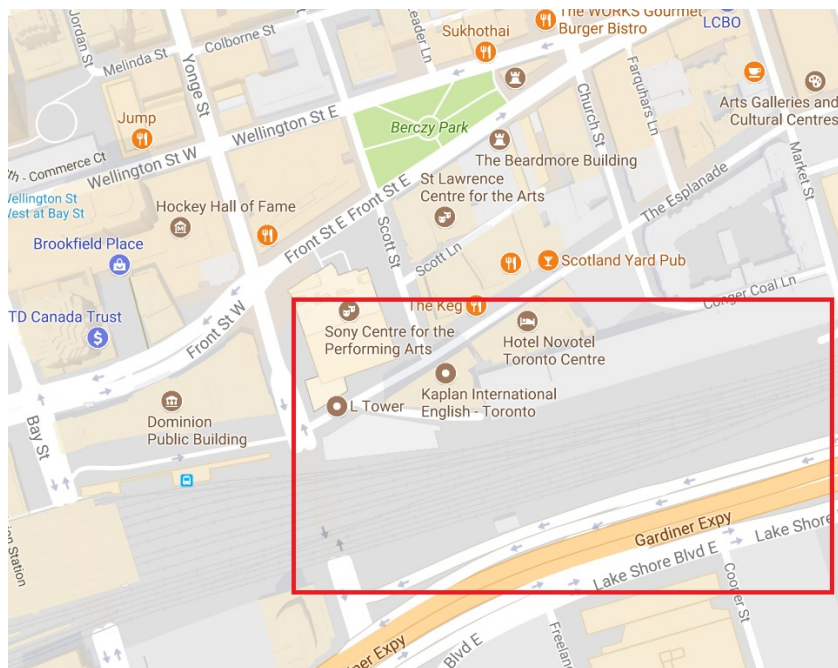 The WORKS Gourmet
Burger Bistro
LCBO
Jordan St
Melinda St
Colborne St
Leader Ln
Sukhothai
Yonge St
Jump
Wellington St E
Berczy Park
Church St
Farquhars Ln
Arts Galleries and
Cultural Centres
Market St
Commerce Ct
Wellington St W
The Beardmore Building
Wellington St
West at Bay St
St Lawrence
Centre for the Arts
The Esplanade
Hockey Hall of Fame
Front St E
Front St E
Scott St
Brookfield Place
Scott Ln
Scotland Yard Pub
Conger Coal Ln
The Keg
TD Canada Trust
Front St W
Sony Centre for the
Performing Arts
Hotel Novotel
Toronto Centre
Kaplan International
English - Toronto
L Tower
Dominion
Public Building
Bay St
Station
Gardiner Expy
Lake Shore
Lake Shore Blvd E
Cooper St
Blvd E
Expy